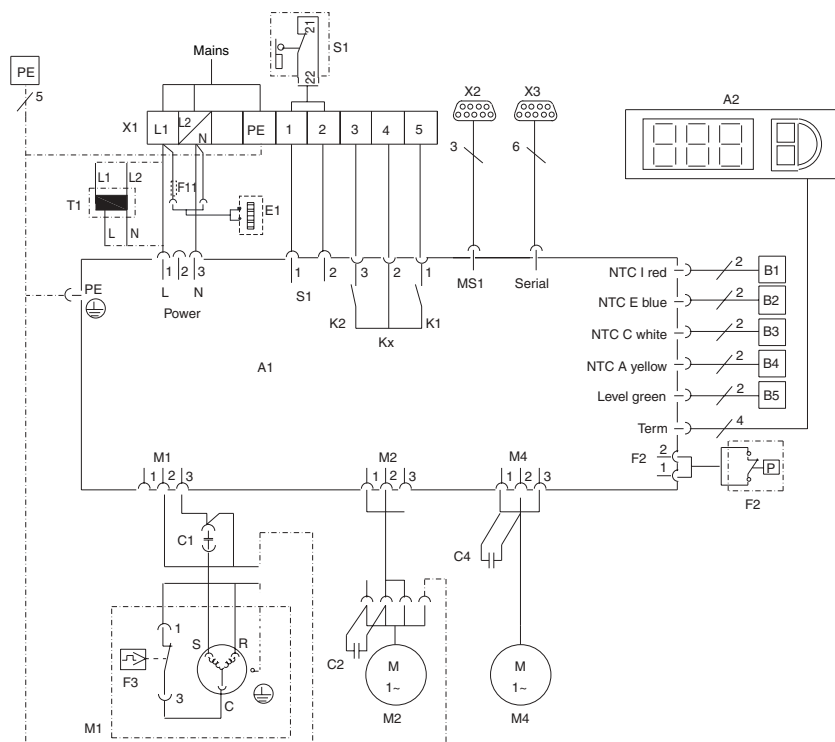 21
S1
22
Mains
PE
5
X1
L1
L2
N
PE
1
2
3
4
5
X2
X3
3
6
A2
L1
L2
T1
L
N
F11
E1
1
2
3
L
N
Power
1
2
S1
3
2
1
K2
K1
Kx
MS1
Serial
PE
A1
NTC I red
2
B1
NTC E blue
2
B2
NTC C white
2
B3
NTC A yellow
2
B4
Level green
2
B5
Term
4
F2
2
1
P
F2
M1
1
2
3
M2
1
2
3
M4
1
2
3
C1
C4
1
S
R
F3
3
C
M1
C2
M
1~
M2
M
1~
M4